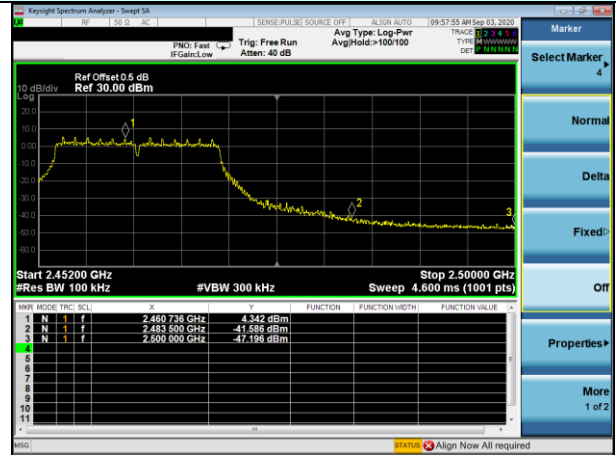 Keysight Spectrum Analyzer - Swept SA
RF 50 Ω AC SENSE:PULSE SOURCE OFF ALIGN AUTO 09:57:55 AM Sep 03, 2020
PNO: Fast Trig: Free Run Avg Type: Log-Pwr TRACE 1 2 3 4 5 6
IFGain:Low Atten: 40 dB Avg|Hold:>100/100 TYPE M W W W W W
DET P N N N N N
Ref Offset 0.5 dB
10 dB/div Ref 30.00 dBm
Log
20.0
10.0
0.00
-10.0
-20.0
-30.0
-40.0
-50.0
-60.0
1
2
3
Start 2.45200 GHz Stop 2.50000 GHz
#Res BW 100 kHz #VBW 300 kHz Sweep 4.600 ms (1001 pts)
MKR MODE TRC SCL X Y FUNCTION FUNCTION WIDTH FUNCTION VALUE
1 N 1 f 2.460 736 GHz 4.342 dBm
2 N 1 f 2.483 500 GHz -41.586 dBm
3 N 1 f 2.500 000 GHz -47.196 dBm
4
5
6
7
8
9
10
11
MSG STATUS Align Now All required
Marker
Select Marker
4
Normal
Delta
Fixed
Off
Properties
More
1 of 2